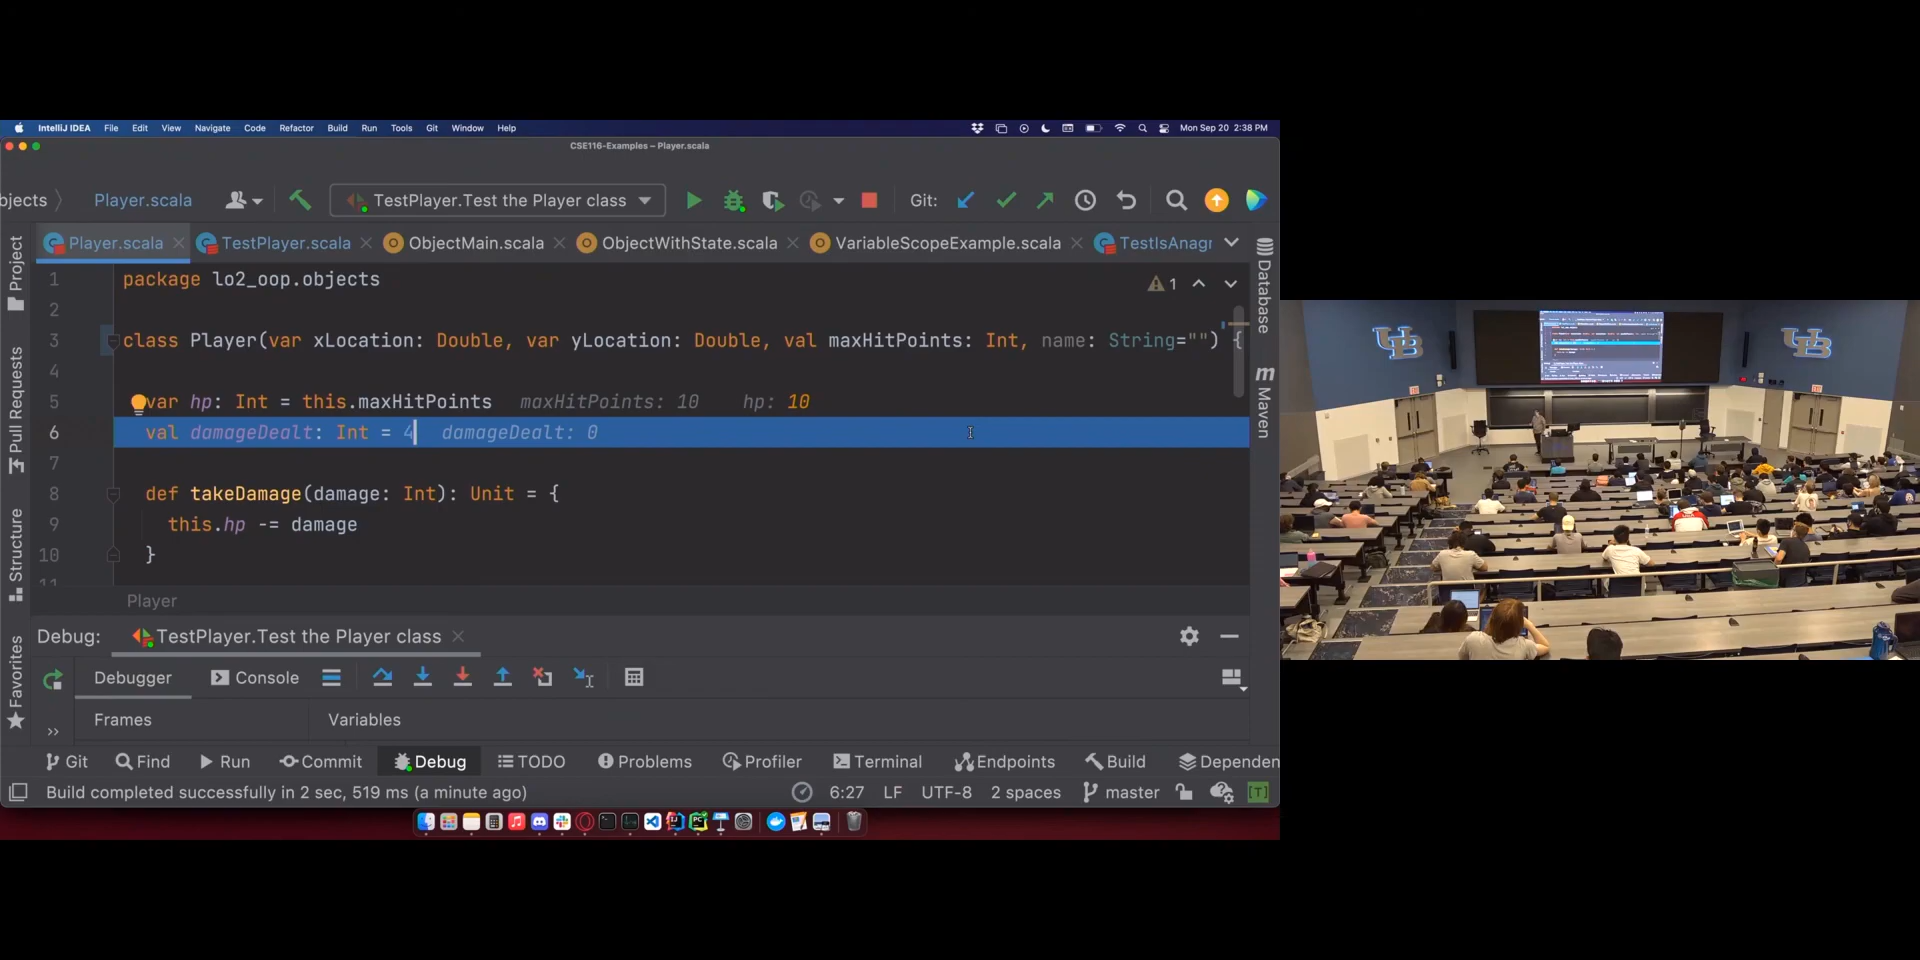 IntelliJ IDEA File Edit View Navigate Code Refactor Build Run Tools Git Window Help Mon Sep 20 2:38 PM
CSE116-Examples – Player.scala
bjects Player.scala TestPlayer.Test the Player class Git:
Player.scala TestPlayer.scala ObjectMain.scala ObjectWithState.scala VariableScopeExample.scala TestIsAnagr
1 package lo2_oop.objects
1
2
3 class Player(var xLocation: Double, var yLocation: Double, val maxHitPoints: Int, name: String="") {
4
5 var hp: Int = this.maxHitPoints maxHitPoints: 10 hp: 10
6 val damageDealt: Int = 4 damageDealt: 0
7
8 def takeDamage(damage: Int): Unit = {
9 this.hp -= damage
10 }
11
Player
Project
Pull Requests
Structure
Favorites
Database
m Maven
Debug: TestPlayer.Test the Player class
Debugger Console
Frames Variables
Git Find Run Commit Debug TODO Problems Profiler Terminal Endpoints Build Dependen
Build completed successfully in 2 sec, 519 ms (a minute ago) 6:27 LF UTF-8 2 spaces master [T]
UB UB